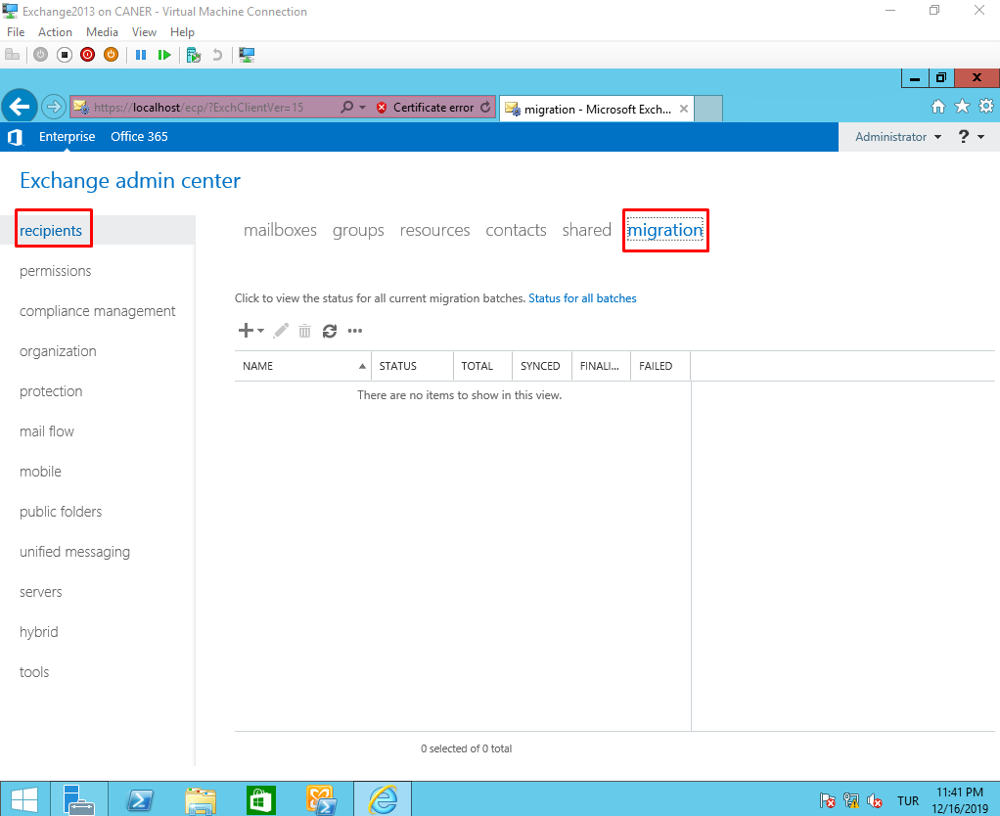 Exchange2013 on CANER - Virtual Machine Connection
File Action Media View Help
https://localhost/ecp/?ExchClientVer=15 Certificate error migration - Microsoft Exch...
Enterprise Office 365 Administrator ?
Exchange admin center
recipients
permissions
compliance management
organization
protection
mail flow
mobile
public folders
unified messaging
servers
hybrid
tools
mailboxes groups resources contacts shared migration
Click to view the status for all current migration batches. Status for all batches
NAME STATUS TOTAL SYNCED FINALI... FAILED
There are no items to show in this view.
0 selected of 0 total
TUR 11:41 PM
12/16/2019